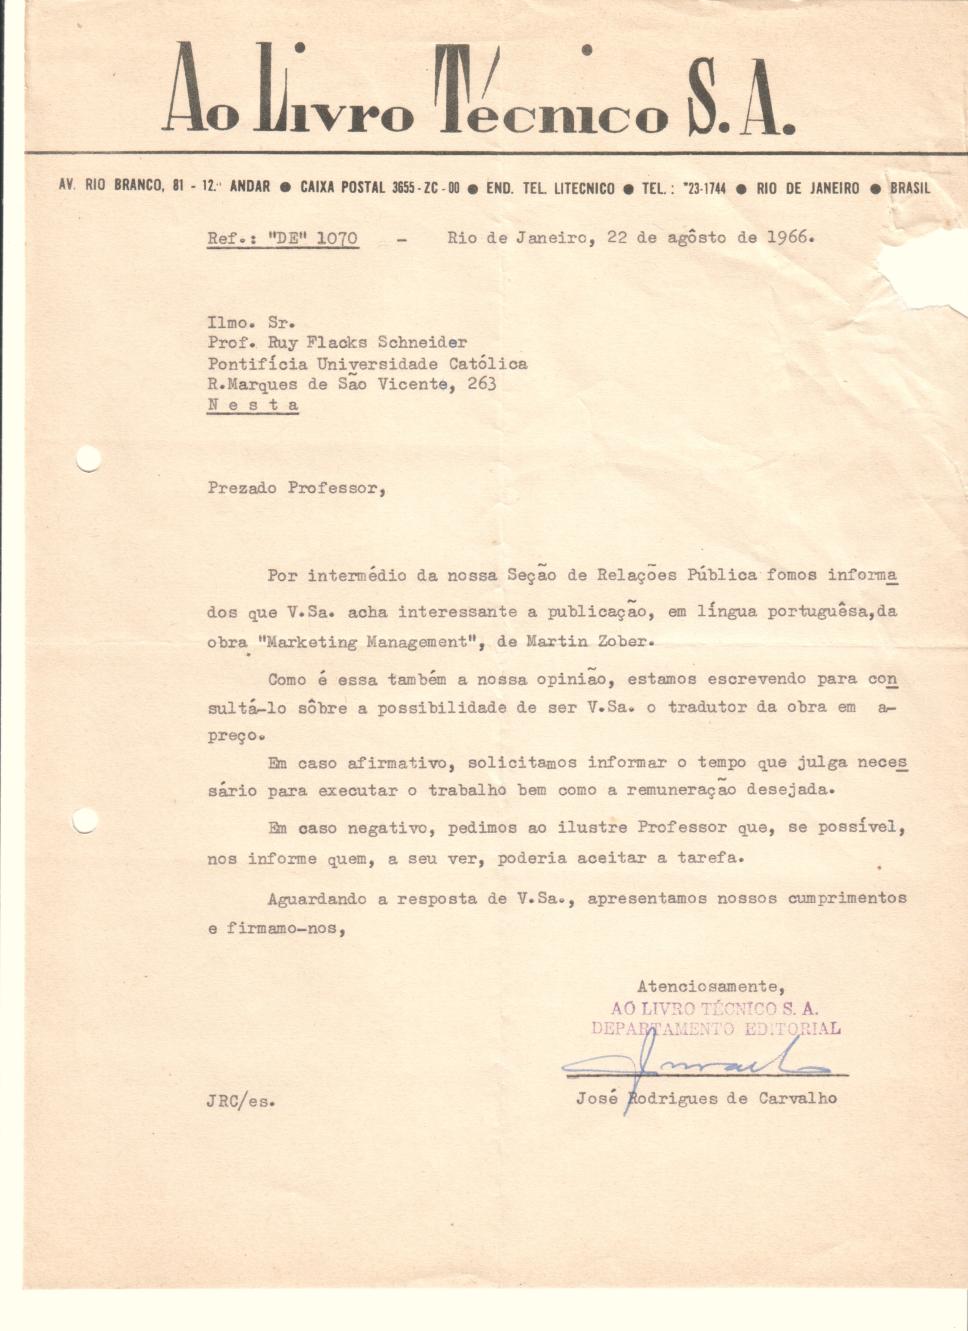 Ao Livro Técnico S.A.
AV. RIO BRANCO, 81 - 12.º ANDAR ● CAIXA POSTAL 3655-ZC-00 ● END. TEL. LITECNICO ● TEL.: *23-1744 ● RIO DE JANEIRO ● BRASIL
Ref.: "DE" 1070 - Rio de Janeiro, 22 de agôsto de 1966.
Ilmo. Sr.
Prof. Ruy Flacks Schneider
Pontifícia Universidade Católica
R.Marques de São Vicente, 263
N e s t a
Prezado Professor,
Por intermédio da nossa Seção de Relações Pública fomos informa
dos que V.Sa. acha interessante a publicação, em língua portuguêsa,da
obra "Marketing Management", de Martin Zober.
Como é essa também a nossa opinião, estamos escrevendo para con
sultá-lo sôbre a possibilidade de ser V.Sa. o tradutor da obra em a-
preço.
Em caso afirmativo, solicitamos informar o tempo que julga neces
sário para executar o trabalho bem como a remuneração desejada.
Em caso negativo, pedimos ao ilustre Professor que, se possível,
nos informe quem, a seu ver, poderia aceitar a tarefa.
Aguardando a resposta de V.Sa., apresentamos nossos cumprimentos
e firmamo-nos,
Atenciosamente,
AO LIVRO TÉCNICO S. A.
DEPARTAMENTO EDITORIAL
JRC/es. José Rodrigues de Carvalho